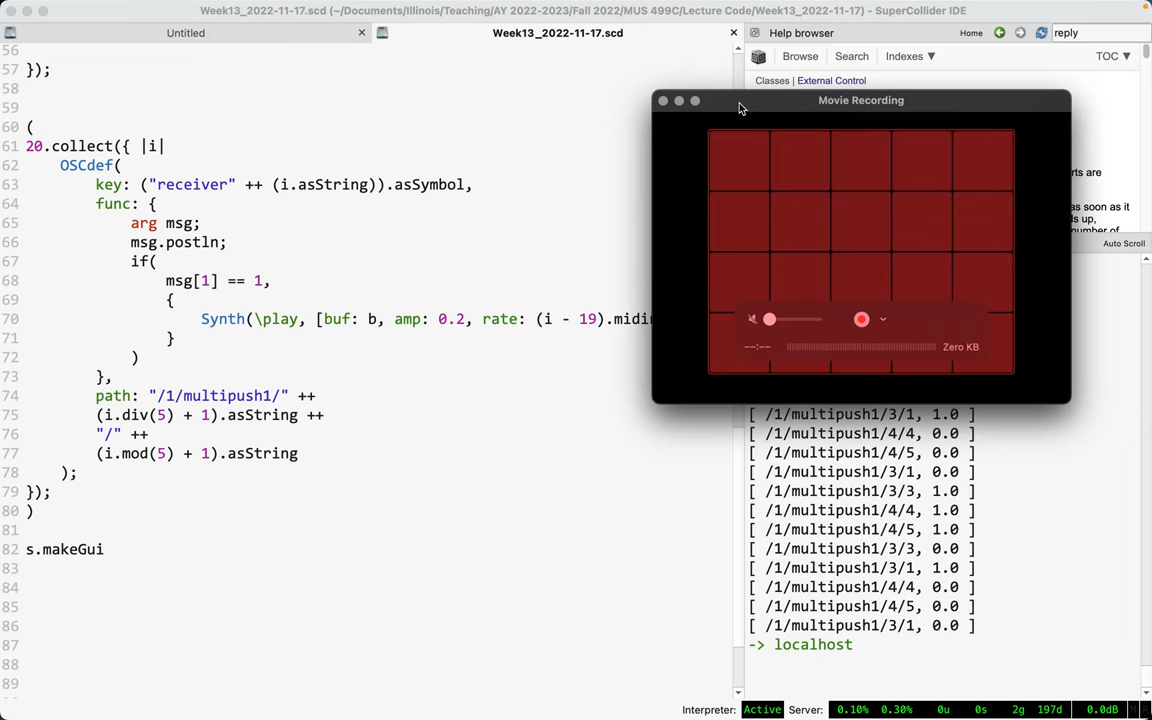 Week13_2022-11-17.scd (~/Documents/Illinois/Teaching/AY 2022-2023/Fall 2022/MUS 499C/Lecture Code/Week13_2022-11-17) - SuperCollider IDE
Untitled
Week13_2022-11-17.scd
Help browser
Home
reply
Browse
Search
Indexes ▼
TOC ▼
Classes | External Control
Movie Recording
rts are
as soon as it
ls up,
number of
Auto Scroll
--:--
Zero KB
56
57 });
58
59
60 (
61 20.collect({ |i|
62 OSCdef(
63 key: ("receiver" ++ (i.asString)).asSymbol,
64 func: {
65 arg msg;
66 msg.postln;
67 if(
68 msg[1] == 1,
69 {
70 Synth(\play, [buf: b, amp: 0.2, rate: (i - 19).midi
71 }
72 )
73 },
74 path: "/1/multipush1/" ++
75 (i.div(5) + 1).asString ++
76 "/" ++
77 (i.mod(5) + 1).asString
78 );
79 });
80 )
81
82 s.makeGui
83
84
85
86
87
88
89
[ /1/multipush1/3/1, 1.0 ]
[ /1/multipush1/4/4, 0.0 ]
[ /1/multipush1/4/5, 0.0 ]
[ /1/multipush1/3/1, 0.0 ]
[ /1/multipush1/3/3, 1.0 ]
[ /1/multipush1/4/4, 1.0 ]
[ /1/multipush1/4/5, 1.0 ]
[ /1/multipush1/3/3, 0.0 ]
[ /1/multipush1/3/1, 1.0 ]
[ /1/multipush1/4/4, 0.0 ]
[ /1/multipush1/4/5, 0.0 ]
[ /1/multipush1/3/1, 0.0 ]
-> localhost
Interpreter: Active Server: 0.10% 0.30% 0u 0s 2g 197d 0.0dB M R